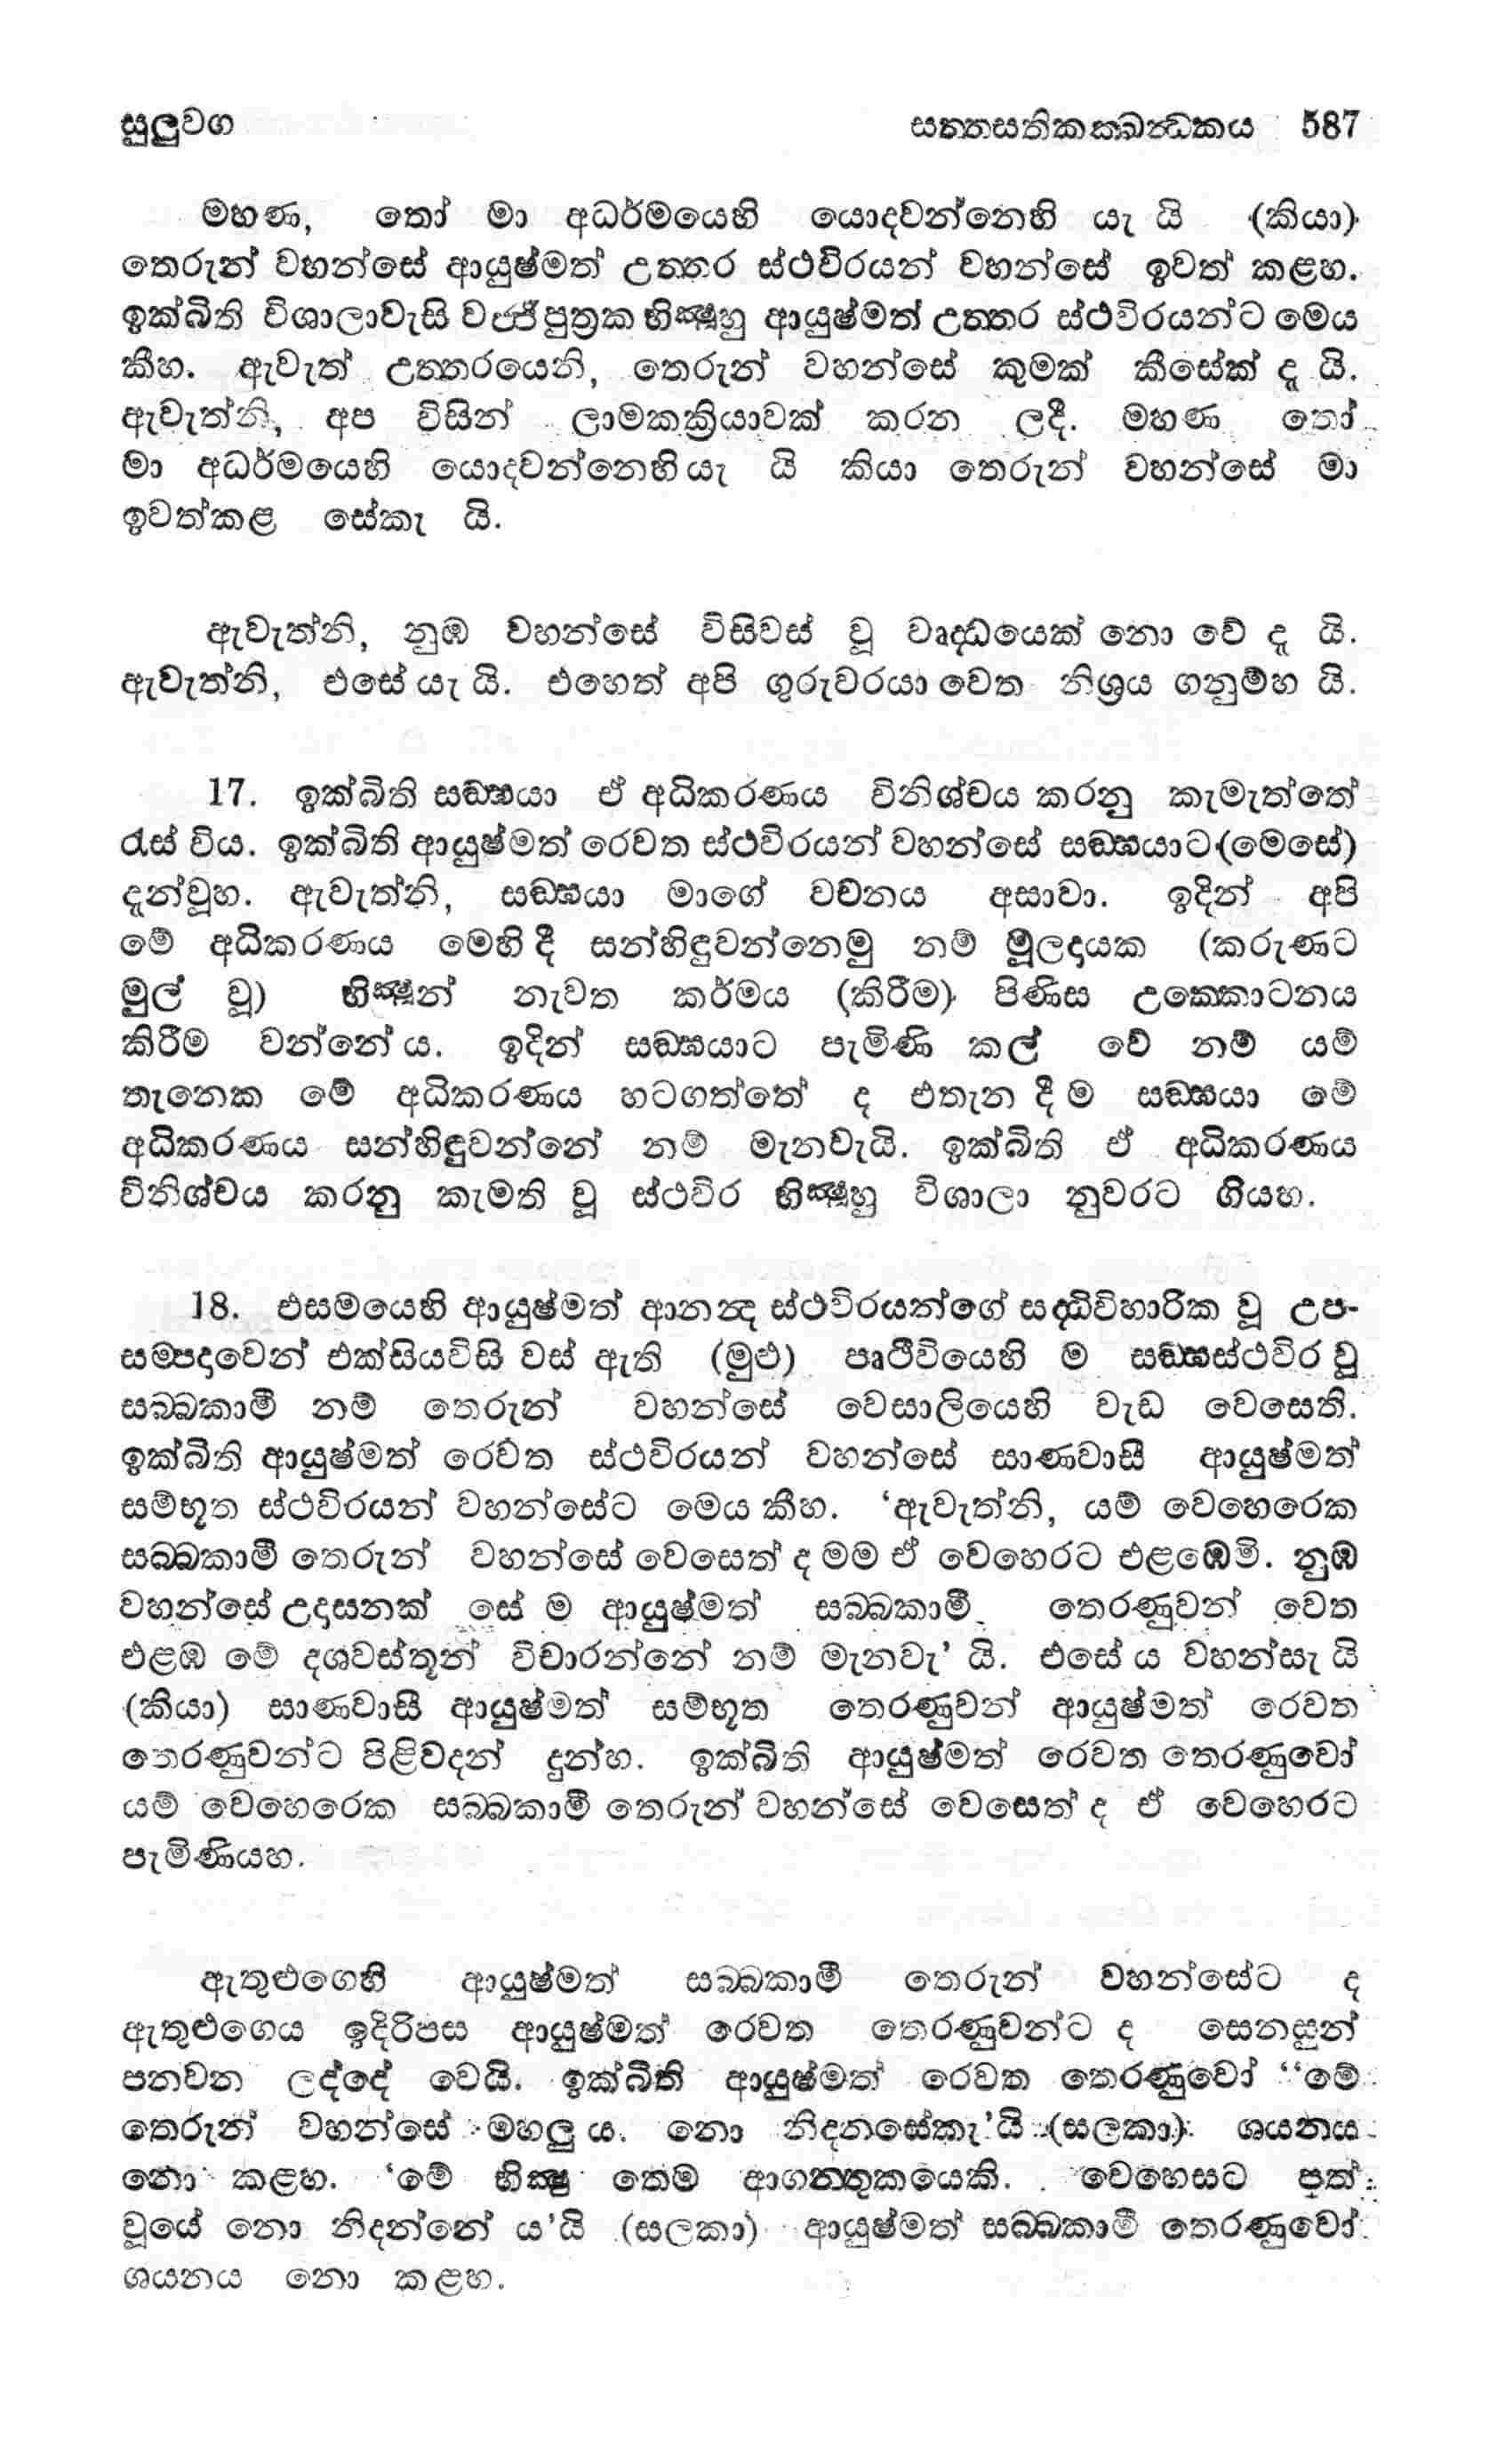 සුලුවග සත්තසතිකක්ඛන්ධකය 587
මහණ, තෝ මා අධර්මයෙහි යොදවන්නෙහි යැ යි (කියා)
තෙරුන් වහන්සේ ආයුෂ්මත් උත්තර ස්ථවිරයන් වහන්සේ ඉවත් කළහ.
ඉක්බිති විශාලාවැසි වජ්ජිපුත්‍රක භික්ෂූහු ආයුෂ්මත් උත්තර ස්ථවිරයන්ට මෙය
කීහ. ඇවැත් උත්තරයෙනි, තෙරුන් වහන්සේ කුමක් කීසේක් දැ යි.
ඇවැත්නි, අප විසින් ලාමකක්‍රියාවක් කරන ලදී. මහණ තෝ
මා අධර්මයෙහි යොදවන්නෙහි යැ යි කියා තෙරුන් වහන්සේ මා
ඉවත්කළ සේකැ යි.
ඇවැත්නි, නුඹ වහන්සේ විසිවස් වූ වෘද්ධයෙක් නො වේ දැ යි.
ඇවැත්නි, එසේ යැ යි. එහෙත් අපි ගුරුවරයා වෙත නිශ්‍රය ගනුම්හ යි.
17. ඉක්බිති සඞ්ඝයා ඒ අධිකරණය විනිශ්චය කරනු කැමැත්තේ
රැස් විය. ඉක්බිති ආයුෂ්මත් රෙවත ස්ථවිරයන් වහන්සේ සඞ්ඝයාට (මෙසේ)
දැන්වූහ. ඇවැත්නි, සඞ්ඝයා මාගේ වචනය අසාවා. ඉදින් අපි
මේ අධිකරණය මෙහි දී සන්හිඳුවන්නෙමු නම් මූලදායක (කරුණට
මුල් වූ) භික්ෂූන් නැවත කර්මය (කිරීම) පිණිස උක්කොටනය
කිරීම වන්නේ ය. ඉදින් සඞ්ඝයාට පැමිණි කල් වේ නම් යම්
තැනෙක මේ අධිකරණය හටගත්තේ ද එතැන දී ම සඞ්ඝයා මේ
අධිකරණය සන්හිඳුවන්නේ නම් මැනවැයි. ඉක්බිති ඒ අධිකරණය
විනිශ්චය කරනු කැමති වූ ස්ථවිර භික්ෂූහු විශාලා නුවරට ගියහ.
18. එසමයෙහි ආයුෂ්මත් ආනන්ද ස්ථවිරයන්ගේ සද්ධිවිහාරික වූ උප-
සම්පදාවෙන් එක්සියවිසි වස් ඇති (මුළු) පෘථිවියෙහි ම සඞ්ඝස්ථවිර වූ
සබ්බකාමී නම් තෙරුන් වහන්සේ වෙසාලියෙහි වැඩ වෙසෙති.
ඉක්බිති ආයුෂ්මත් රෙවත ස්ථවිරයන් වහන්සේ සාණවාසී ආයුෂ්මත්
සම්භූත ස්ථවිරයන් වහන්සේට මෙය කීහ. ‘ඇවැත්නි, යම් වෙහෙරෙක
සබ්බකාමී තෙරුන් වහන්සේ වෙසෙත් ද මම ඒ වෙහෙරට එළඹෙමි. නුඹ
වහන්සේ උදාසනක් සේ ම ආයුෂ්මත් සබ්බකාමී තෙරණුවන් වෙත
එළඹ මේ දශවස්තූන් විචාරන්නේ නම් මැනවැ’ යි. එසේ ය වහන්සැ යි
(කියා) සාණවාසී ආයුෂ්මත් සම්භූත තෙරණුවන් ආයුෂ්මත් රෙවත
තෙරණුවන්ට පිළිවදන් දුන්හ. ඉක්බිති ආයුෂ්මත් රෙවත තෙරණුවෝ
යම් වෙහෙරෙක සබ්බකාමී තෙරුන් වහන්සේ වෙසෙත් ද ඒ වෙහෙරට
පැමිණියහ.
ඇතුළුගෙහි ආයුෂ්මත් සබ්බකාමී තෙරුන් වහන්සේට ද
ඇතුළුගෙය ඉදිරිපස ආයුෂ්මත් රෙවත තෙරණුවන්ට ද සෙනසුන්
පනවන ලද්දේ වෙයි. ඉක්බිති ආයුෂ්මත් රෙවත තෙරණුවෝ “මේ
තෙරුන් වහන්සේ මහලු ය. නො නිදනසේකැ’යි (සලකා) ශයනය
නො කළහ. ‘මේ භික්ෂු තෙම ආගන්තුකයෙකි. වෙහෙසට පත්
වූයේ නො නිදන්නේ ය’යි (සලකා) ආයුෂ්මත් සබ්බකාමී තෙරණුවෝ
ශයනය නො කළහ.